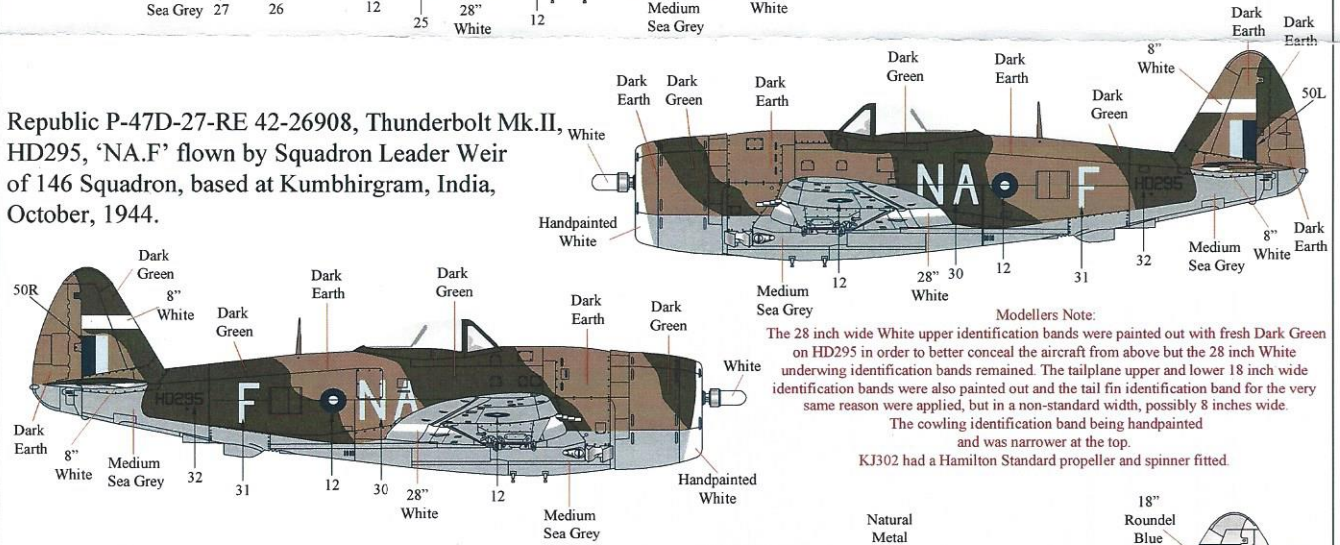 Sea Grey 27 26 12 25 28” White 12 Medium Sea Grey White
Dark Earth
Dark Earth
8” White
50L
Dark Earth
Dark Green
Dark Earth
Dark Green
Dark Earth
Dark Green
Republic P-47D-27-RE 42-26908, Thunderbolt Mk.II,
HD295, ‘NA.F’ flown by Squadron Leader Weir
of 146 Squadron, based at Kumbhirgram, India,
October, 1944.
White
NA F HD295
Handpainted White
Medium Sea Grey
12
28” White
30
12
31
32
Medium Sea Grey
8” White
Dark Earth
50R
Dark Green
8” White
Dark Green
Dark Earth
Dark Green
Dark Earth
Dark Green
White
HD295 F NA
Dark Earth
8” White
Medium Sea Grey
32
31
12
30
28” White
12
Medium Sea Grey
Handpainted White
Modellers Note:
The 28 inch wide White upper identification bands were painted out with fresh Dark Green
on HD295 in order to better conceal the aircraft from above but the 28 inch White
underwing identification bands remained. The tailplane upper and lower 18 inch wide
identification bands were also painted out and the tail fin identification band for the very
same reason were applied, but in a non-standard width, possibly 8 inches wide.
The cowling identification band being handpainted
and was narrower at the top.
KJ302 had a Hamilton Standard propeller and spinner fitted.
Natural Metal
18” Roundel Blue